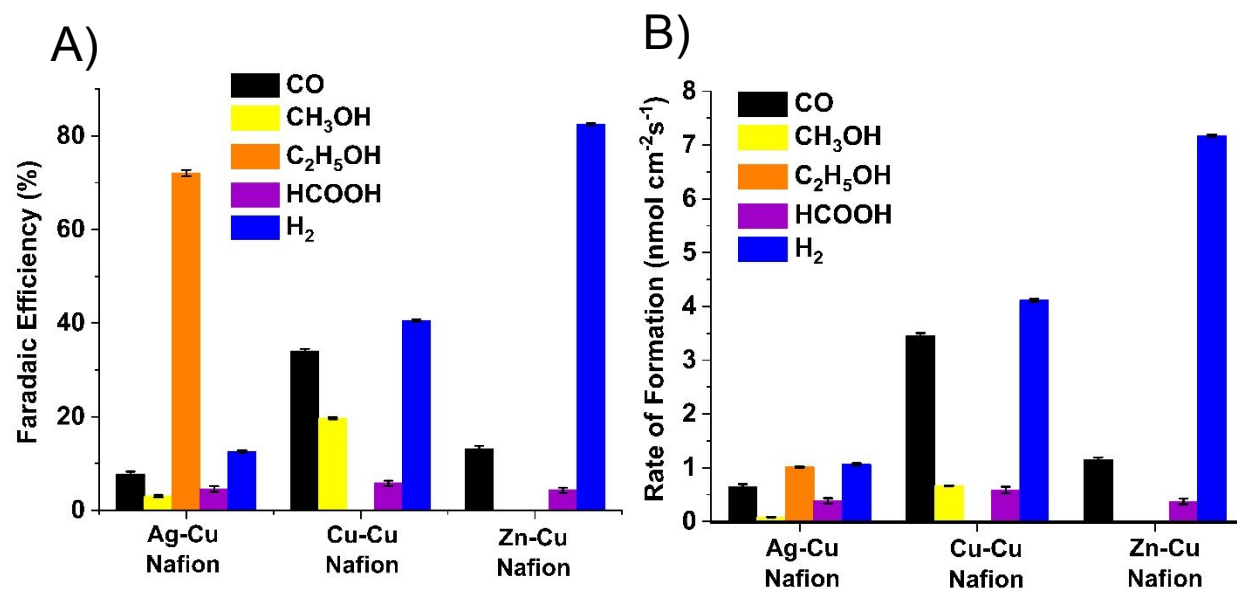 A)
Faradaic Efficiency (%)
80
60
40
20
0
CO
CH₃OH
C₂H₅OH
HCOOH
H₂
Ag-Cu
Nafion
Cu-Cu
Nafion
Zn-Cu
Nafion
B)
Rate of Formation (nmol cm⁻²s⁻¹)
8
7
6
5
4
3
2
1
0
CO
CH₃OH
C₂H₅OH
HCOOH
H₂
Ag-Cu
Nafion
Cu-Cu
Nafion
Zn-Cu
Nafion